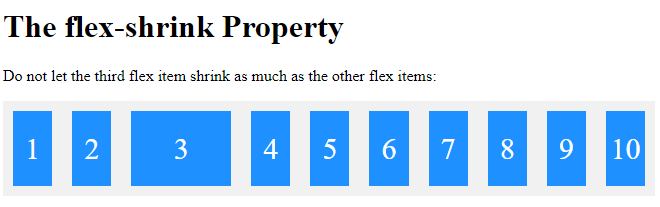 The flex-shrink Property
Do not let the third flex item shrink as much as the other flex items:
1 2 3 4 5 6 7 8 9 10